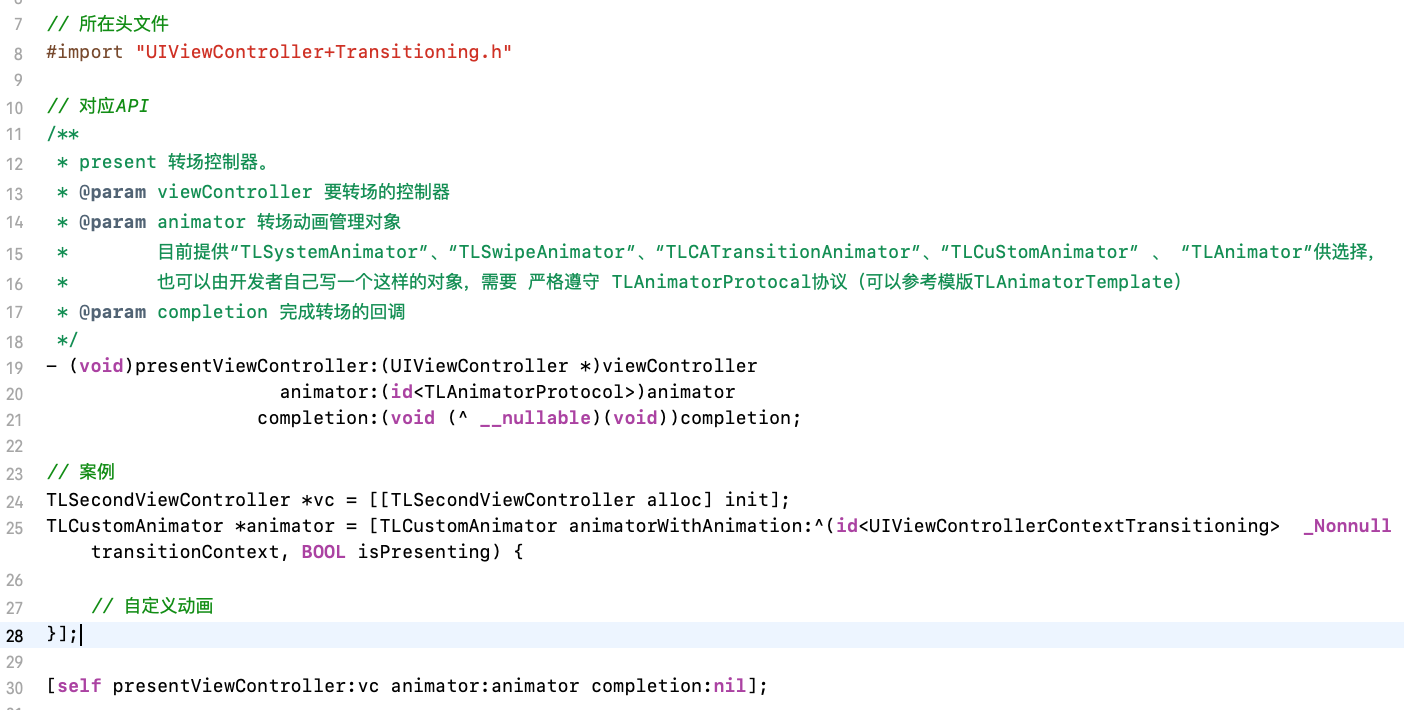 7 // 所在头文件
8 #import "UIViewController+Transitioning.h"
9
10 // 对应API
11 /**
12  * present 转场控制器。
13  * @param viewController 要转场的控制器
14  * @param animator 转场动画管理对象
15  *        目前提供“TLSystemAnimator”、“TLSwipeAnimator”、“TLCATransitionAnimator”、“TLCuStomAnimator” 、 “TLAnimator”供选择，
16  *        也可以由开发者自己写一个这样的对象，需要 严格遵守 TLAnimatorProtocal协议（可以参考模版TLAnimatorTemplate）
17  * @param completion 完成转场的回调
18  */
19 - (void)presentViewController:(UIViewController *)viewController
20                      animator:(id<TLAnimatorProtocol>)animator
21                    completion:(void (^ __nullable)(void))completion;
22
23 // 案例
24 TLSecondViewController *vc = [[TLSecondViewController alloc] init];
25 TLCustomAnimator *animator = [TLCustomAnimator animatorWithAnimation:^(id<UIViewControllerContextTransitioning>  _Nonnull
    transitionContext, BOOL isPresenting) {
26
27     // 自定义动画
28 }];
29
30 [self presentViewController:vc animator:animator completion:nil];